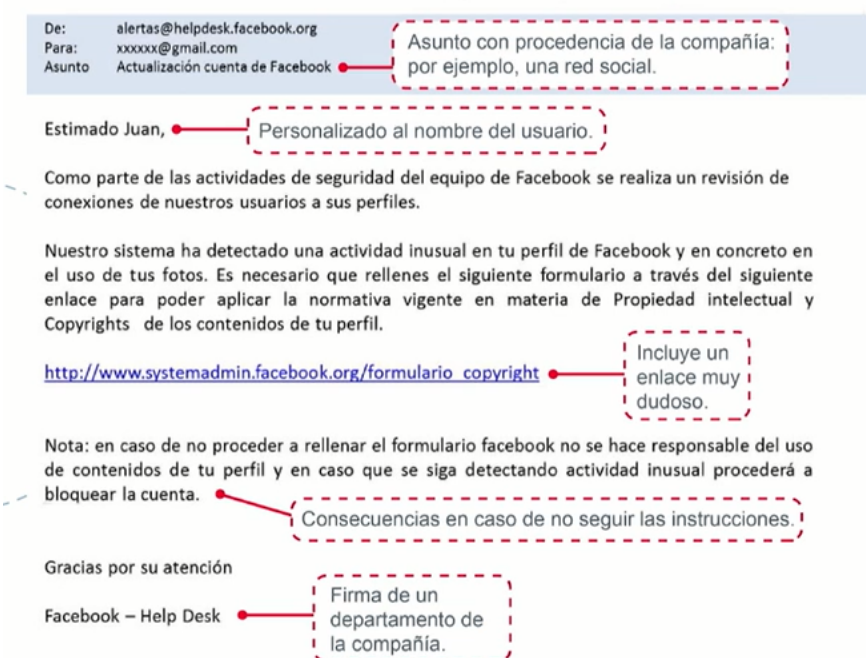 De: alertas@helpdesk.facebook.org
Para: xxxxxx@gmail.com
Asunto Actualización cuenta de Facebook
Asunto con procedencia de la compañía:
por ejemplo, una red social.
Estimado Juan,
Personalizado al nombre del usuario.
Como parte de las actividades de seguridad del equipo de Facebook se realiza un revisión de
conexiones de nuestros usuarios a sus perfiles.
Nuestro sistema ha detectado una actividad inusual en tu perfil de Facebook y en concreto en
el uso de tus fotos. Es necesario que rellenes el siguiente formulario a través del siguiente
enlace para poder aplicar la normativa vigente en materia de Propiedad intelectual y
Copyrights de los contenidos de tu perfil.
http://www.systemadmin.facebook.org/formulario_copyright
Incluye un
enlace muy
dudoso.
Nota: en caso de no proceder a rellenar el formulario facebook no se hace responsable del uso
de contenidos de tu perfil y en caso que se siga detectando actividad inusual procederá a
bloquear la cuenta.
Consecuencias en caso de no seguir las instrucciones.
Gracias por su atención
Facebook – Help Desk
Firma de un
departamento de
la compañía.